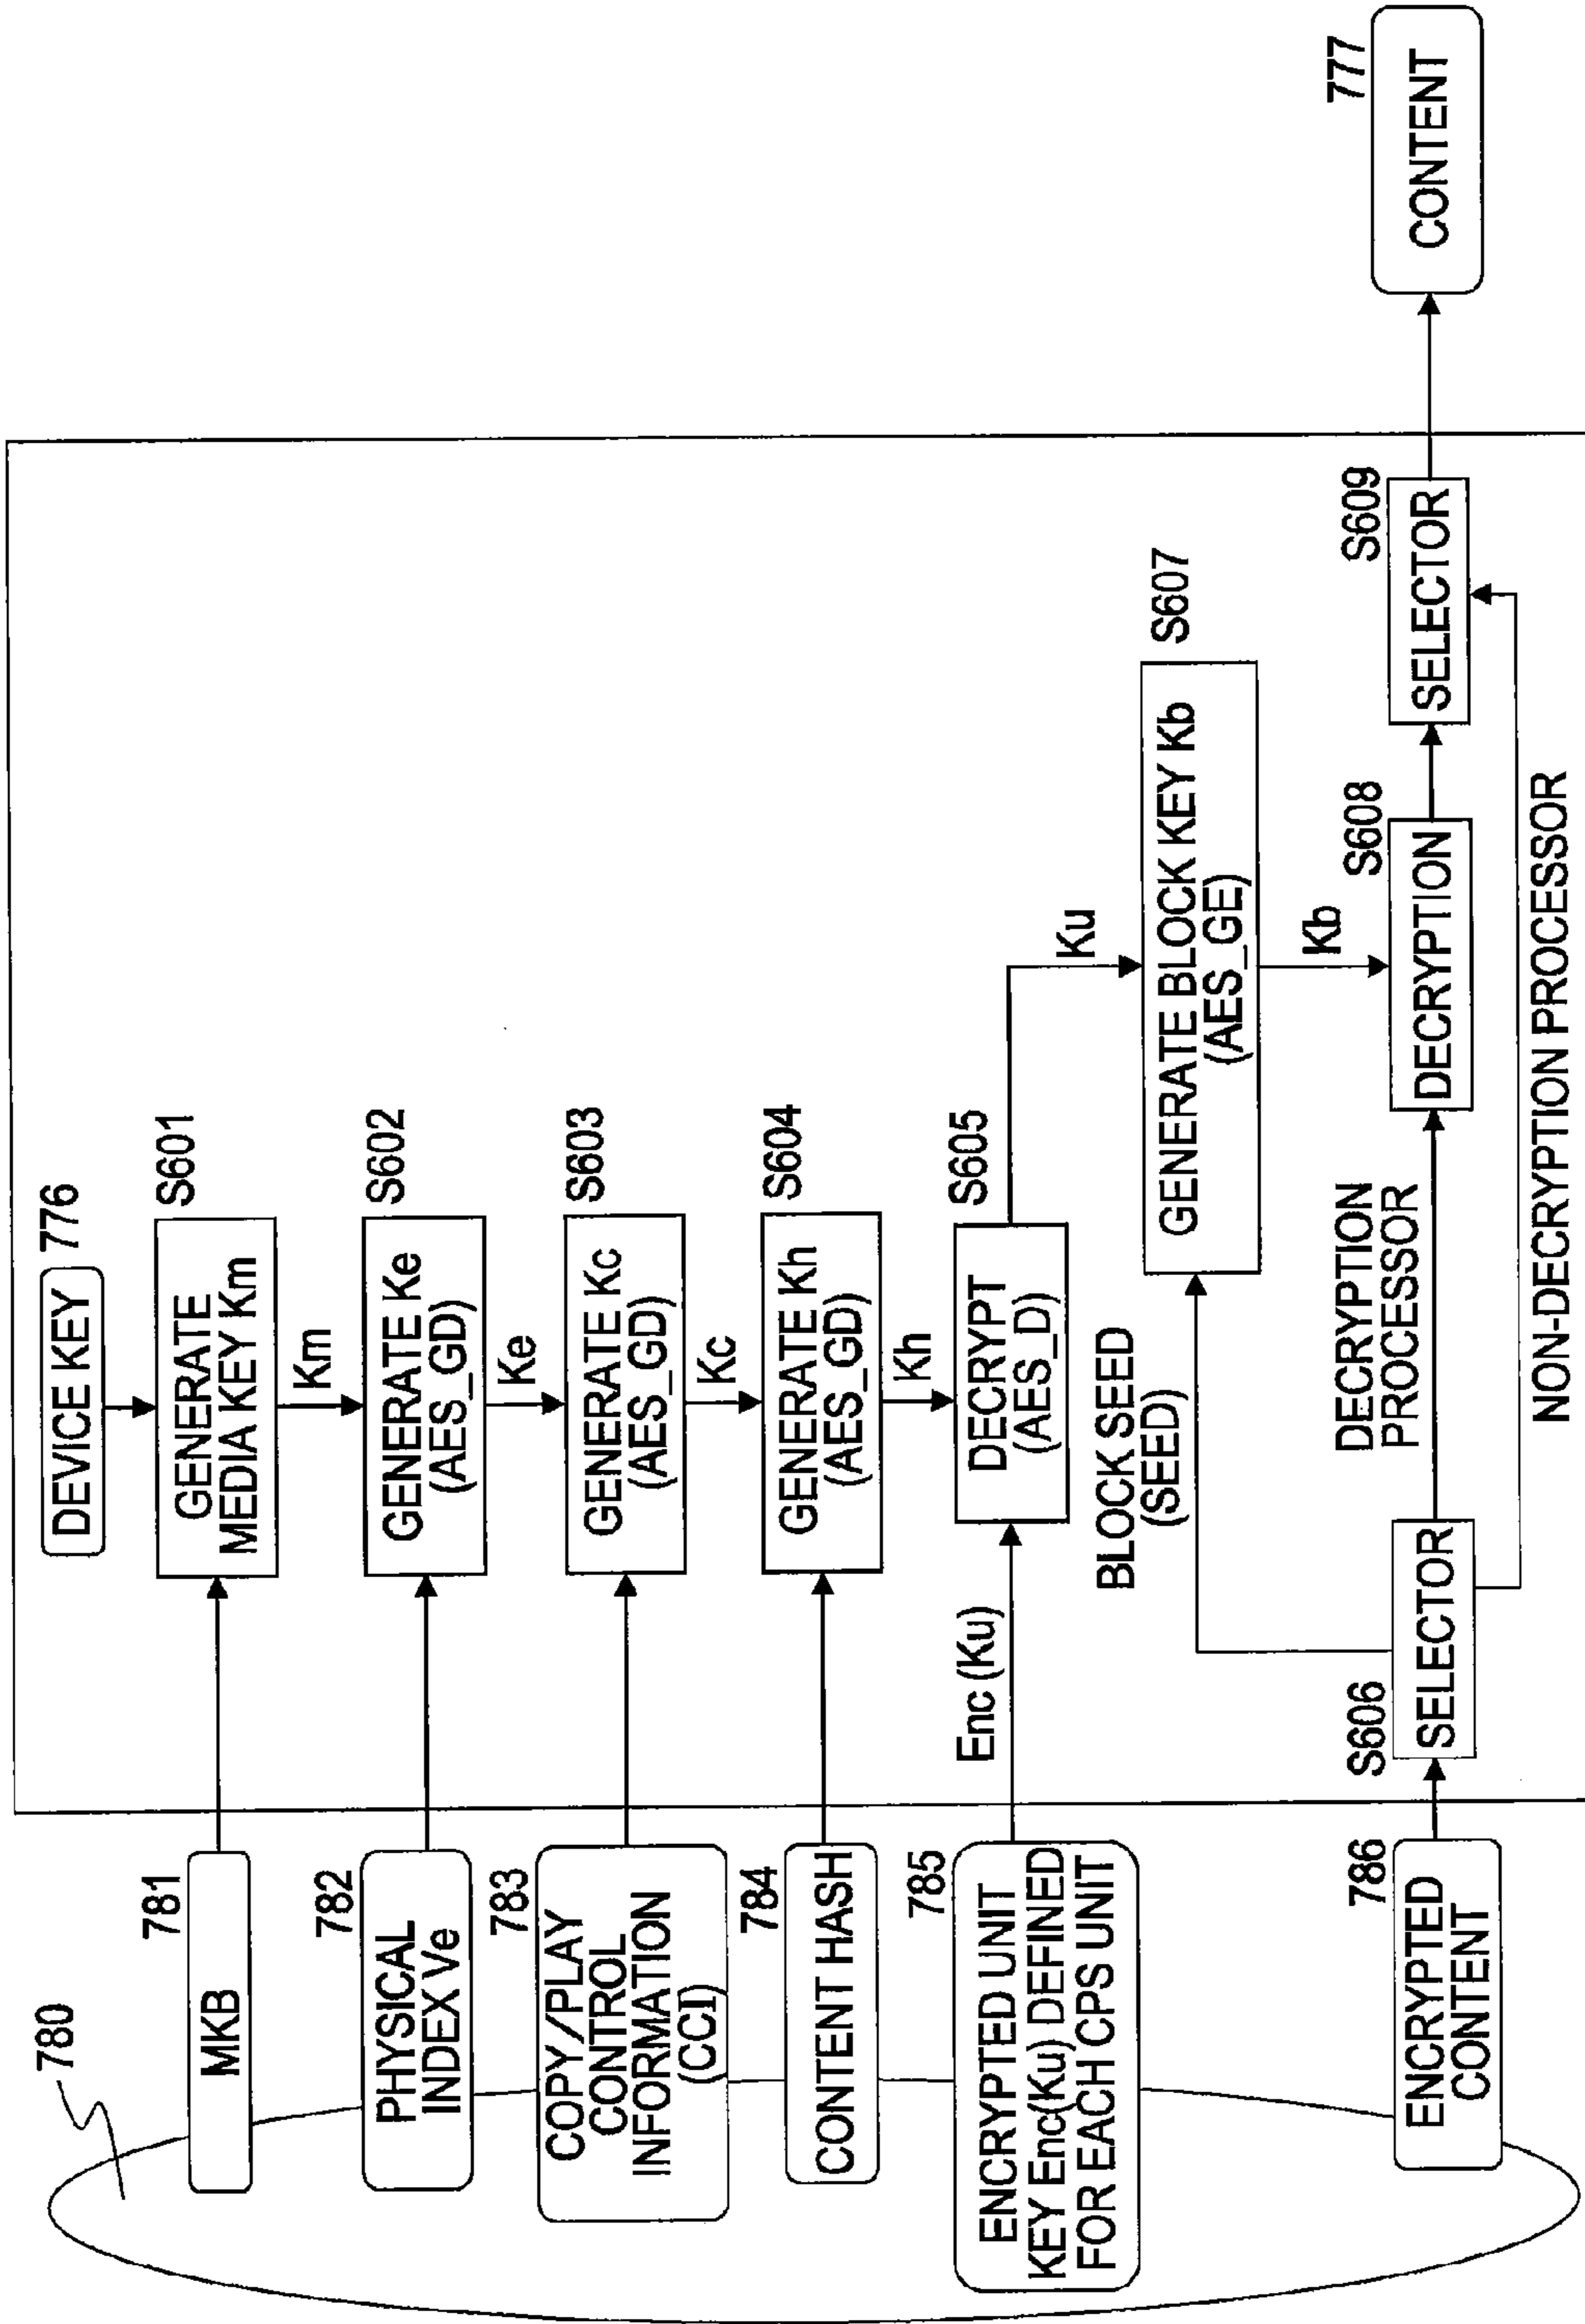 780
781
MKB
782
PHYSICAL
INDEX Ve
783
COPY/PLAY
CONTROL
INFORMATION
(CCI)
784
CONTENT HASH
785
ENCRYPTED UNIT
KEY Enc(Ku) DEFINED
FOR EACH CPS UNIT
786
ENCRYPTED
CONTENT
DEVICE KEY
776
GENERATE
MEDIA KEY Km
S601
Km
GENERATE Ke
(AES_GD)
S602
Ke
GENERATE Kc
(AES_GD)
S603
Kc
GENERATE Kh
(AES_GD)
S604
Kh
Enc (Ku)
DECRYPT
(AES_D)
S605
Ku
BLOCK SEED
(SEED)
GENERATE BLOCK KEY Kb
(AES_GE)
S607
Kb
S606
SELECTOR
DECRYPTION
PROCESSOR
S608
DECRYPTION
S609
SELECTOR
NON-DECRYPTION PROCESSOR
777
CONTENT